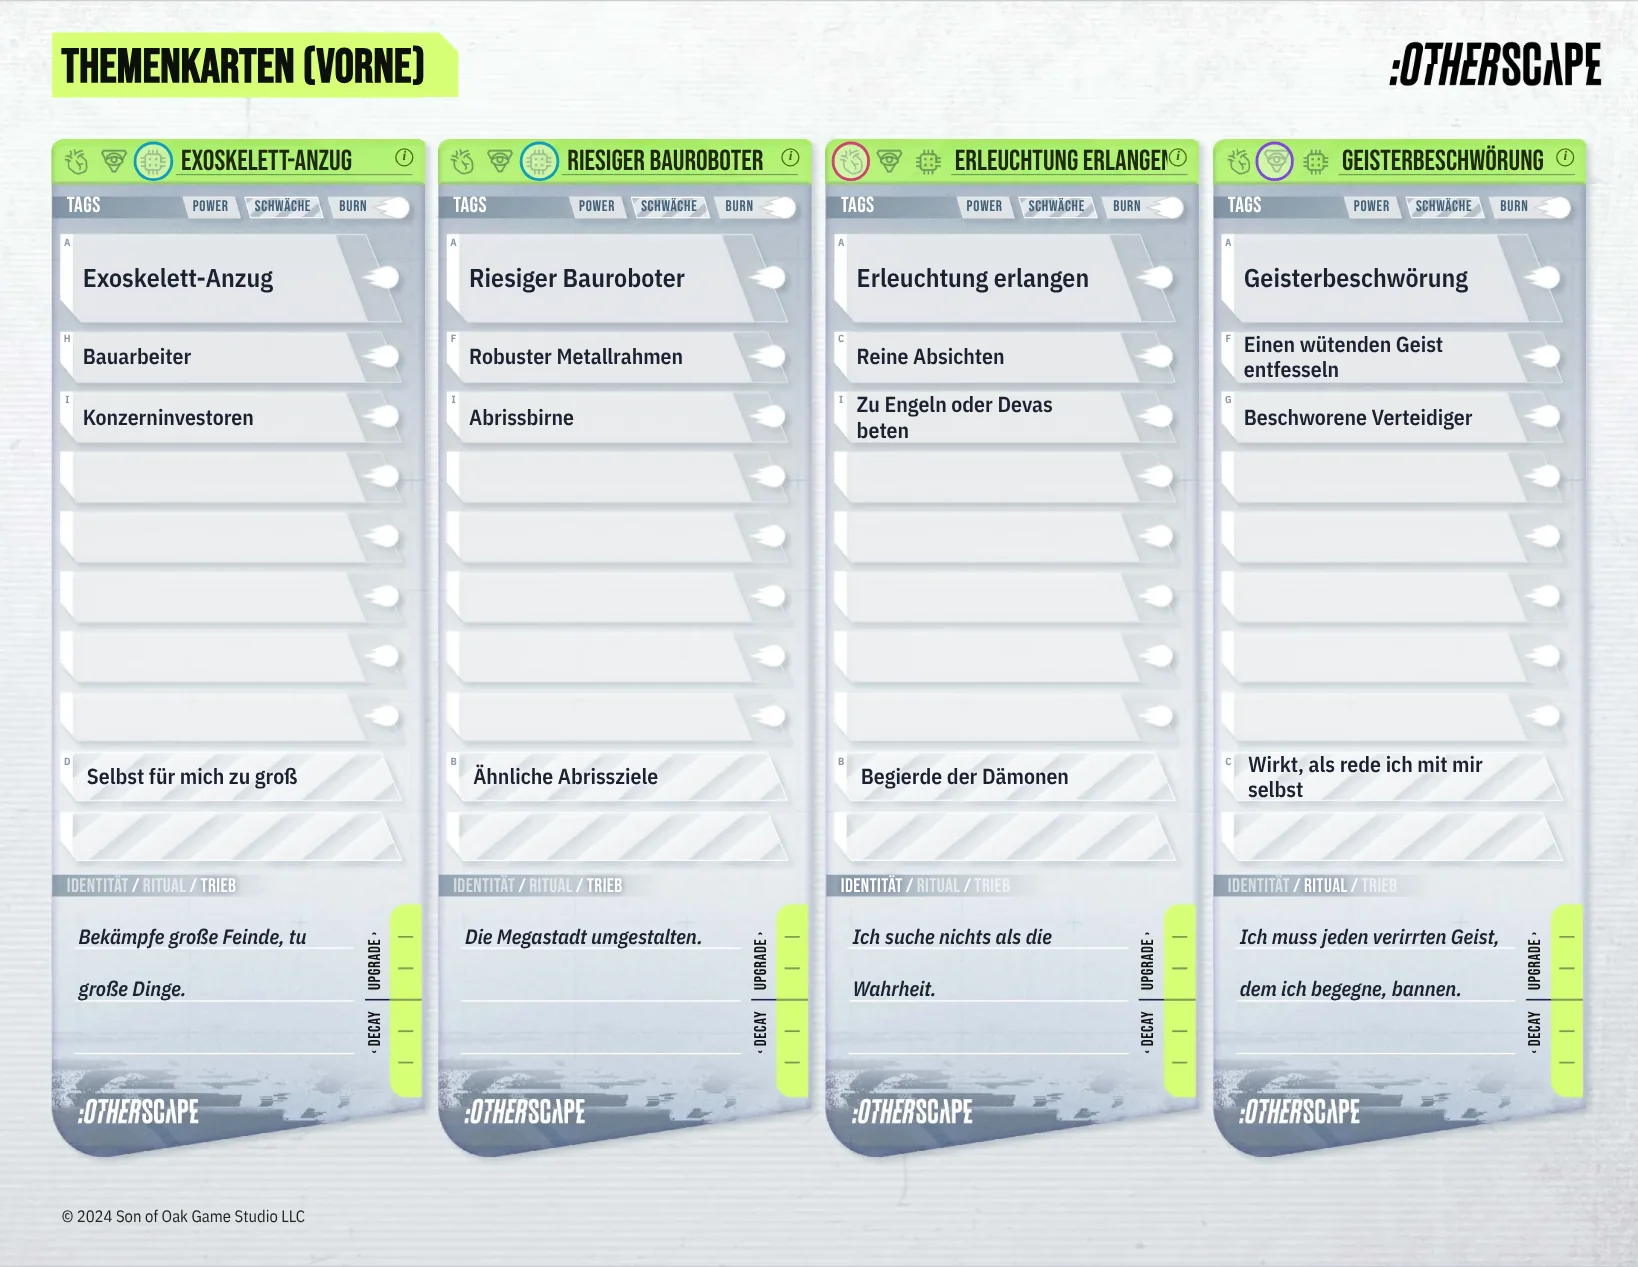 THEMENKARTEN (VORNE)
:OTHERSCAPE
EXOSKELETT-ANZUG
i
TAGS
POWER
SCHWÄCHE
BURN
A
Exoskelett-Anzug
H
Bauarbeiter
I
Konzerninvestoren
D
Selbst für mich zu groß
IDENTITÄT / RITUAL / TRIEB
Bekämpfe große Feinde, tu
große Dinge.
‹ DECAY
UPGRADE ›
:OTHERSCAPE
RIESIGER BAUROBOTER
i
TAGS
POWER
SCHWÄCHE
BURN
A
Riesiger Bauroboter
F
Robuster Metallrahmen
I
Abrissbirne
B
Ähnliche Abrissziele
IDENTITÄT / RITUAL / TRIEB
Die Megastadt umgestalten.
‹ DECAY
UPGRADE ›
:OTHERSCAPE
ERLEUCHTUNG ERLANGEN
i
TAGS
POWER
SCHWÄCHE
BURN
A
Erleuchtung erlangen
C
Reine Absichten
I
Zu Engeln oder Devas
beten
B
Begierde der Dämonen
IDENTITÄT / RITUAL / TRIEB
Ich suche nichts als die
Wahrheit.
‹ DECAY
UPGRADE ›
:OTHERSCAPE
GEISTERBESCHWÖRUNG
i
TAGS
POWER
SCHWÄCHE
BURN
A
Geisterbeschwörung
F
Einen wütenden Geist
entfesseln
G
Beschworene Verteidiger
C
Wirkt, als rede ich mit mir
selbst
IDENTITÄT / RITUAL / TRIEB
Ich muss jeden verirrten Geist,
dem ich begegne, bannen.
‹ DECAY
UPGRADE ›
:OTHERSCAPE
© 2024 Son of Oak Game Studio LLC